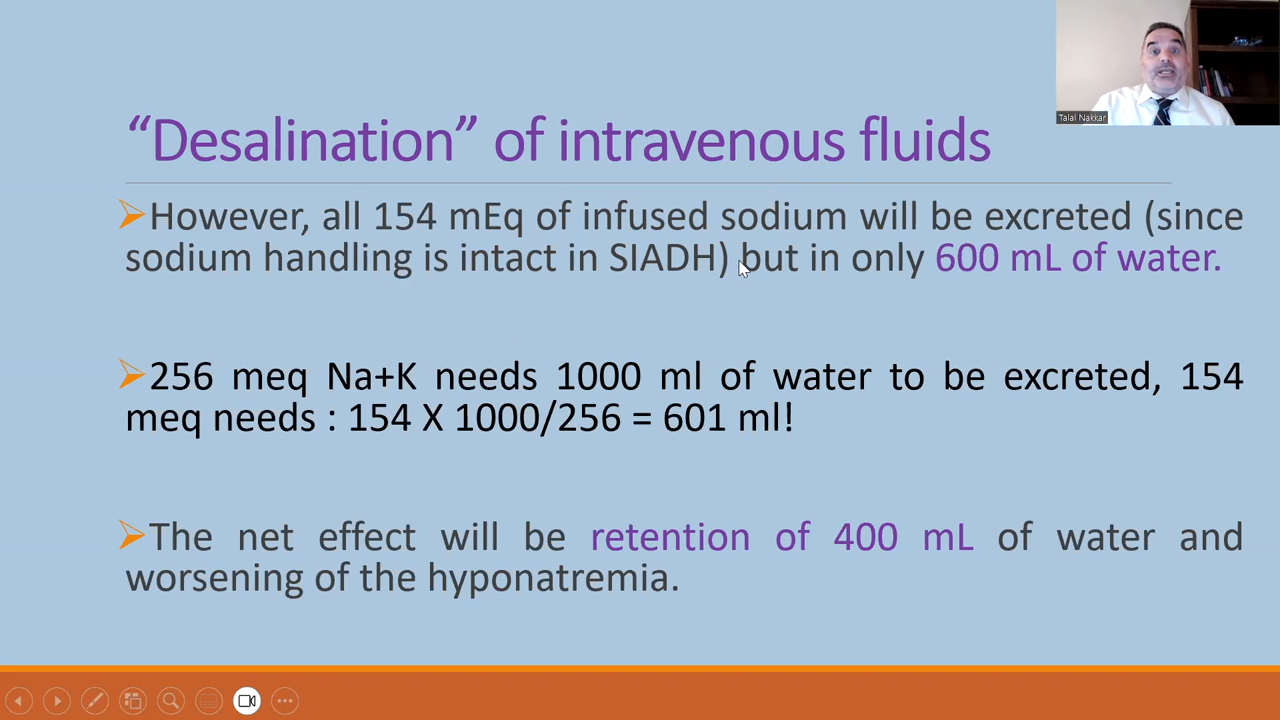 Talal Nakkar
“Desalination” of intravenous fluids
However, all 154 mEq of infused sodium will be excreted (since
sodium handling is intact in SIADH) but in only 600 mL of water.
256 meq Na+K needs 1000 ml of water to be excreted, 154
meq needs : 154 X 1000/256 = 601 ml!
The net effect will be retention of 400 mL of water and
worsening of the hyponatremia.